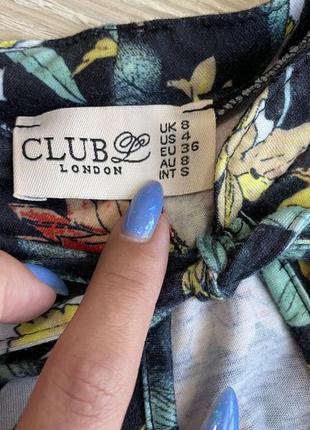 CLUB L
LONDON
UK 8
US 4
EU 36
AU 8
INT S